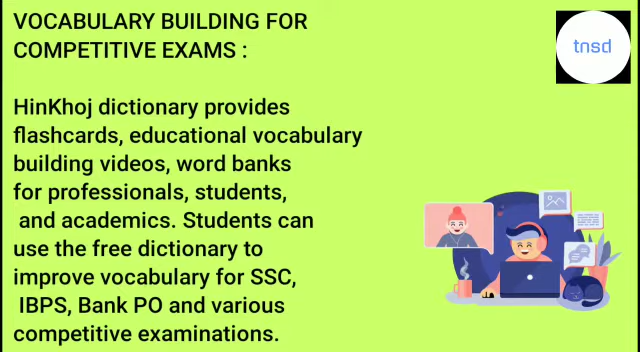 VOCABULARY BUILDING FOR
COMPETITIVE EXAMS :
HinKhoj dictionary provides
flashcards, educational vocabulary
building videos, word banks
for professionals, students,
and academics. Students can
use the free dictionary to
improve vocabulary for SSC,
IBPS, Bank PO and various
competitive examinations.
tnsd